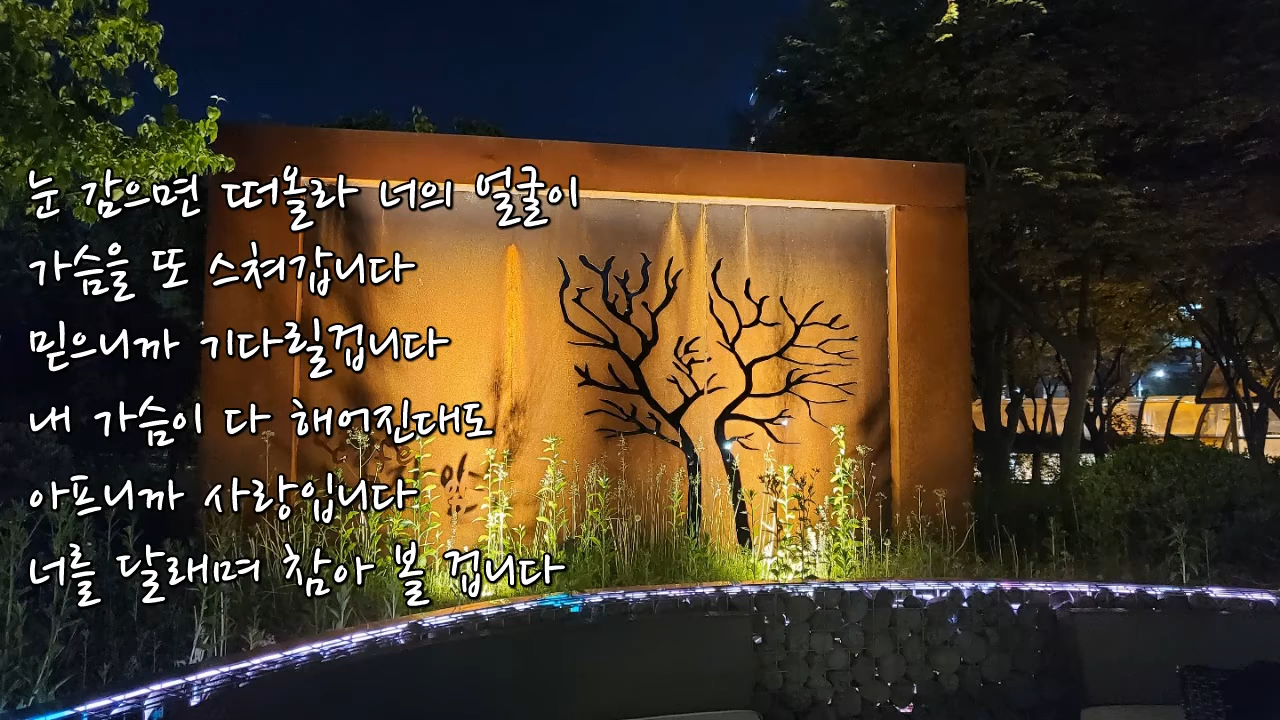 눈 감으면 떠올라 너의 얼굴이
가슴을 또 스쳐갑니다
믿으니까 기다릴겁니다
내 가슴이 다 해어진대도
아프니까 사랑입니다
너를 달래며 참아 볼 겁니다